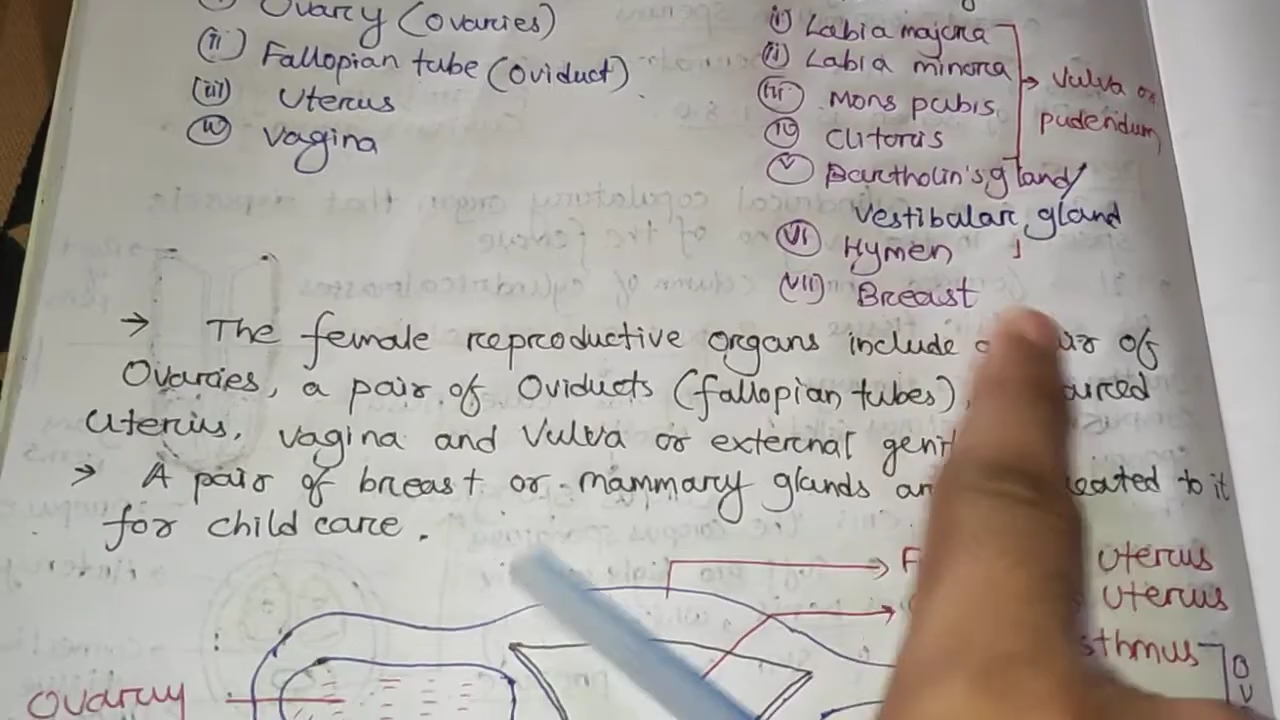 Ovary (ovaries)
(ii) Fallopian tube (oviduct)
(iii) Uterus
(iv) Vagina
(i) Labia majora
(ii) Labia minora
(iii) Mons pubis
(iv) Clitoris
(v) Bartholin's gland/
Vestibular gland
(vi) Hymen
(vii) Breast
Vulva or
pudendum
→ The female reproductive organs include of
Ovaries, a pair of Oviducts (fallopian tubes),
Uterus, vagina and vulva or external
→ A pair of breast or mammary glands to it
for child care.
uterus
uterus
Ovary